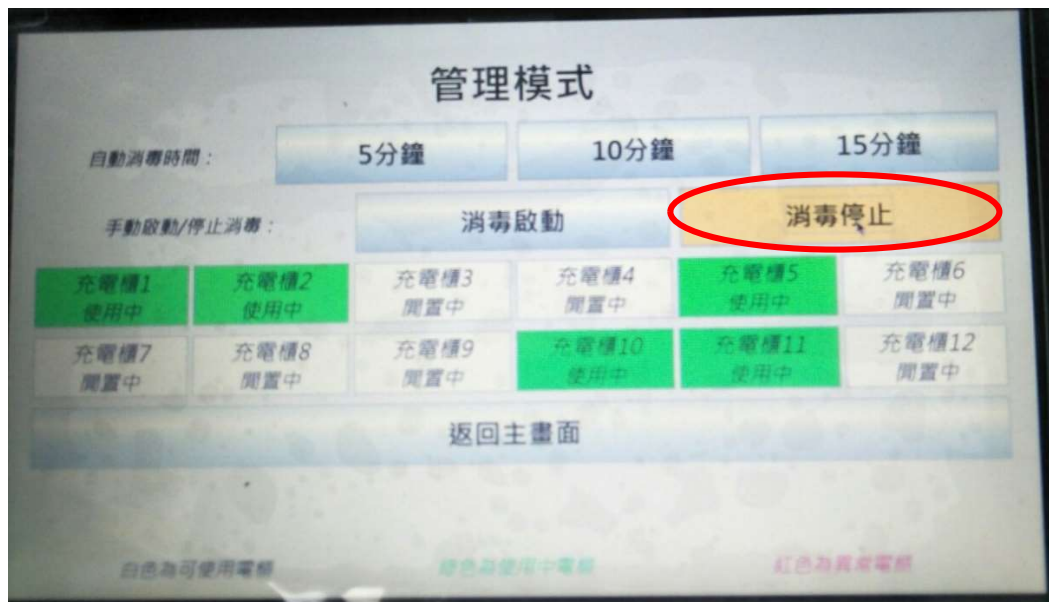 管理模式
自動消毒時間： 5分鐘 10分鐘 15分鐘
手動啟動/停止消毒： 消毒啟動 消毒停止
充電櫃1 充電櫃2 充電櫃3 充電櫃4 充電櫃5 充電櫃6
使用中 使用中 閒置中 閒置中 使用中 閒置中
充電櫃7 充電櫃8 充電櫃9 充電櫃10 充電櫃11 充電櫃12
閒置中 閒置中 閒置中 使用中 使用中 閒置中
返回主畫面
白色為可使用電櫃 綠色為使用中電櫃 紅色為異常電櫃